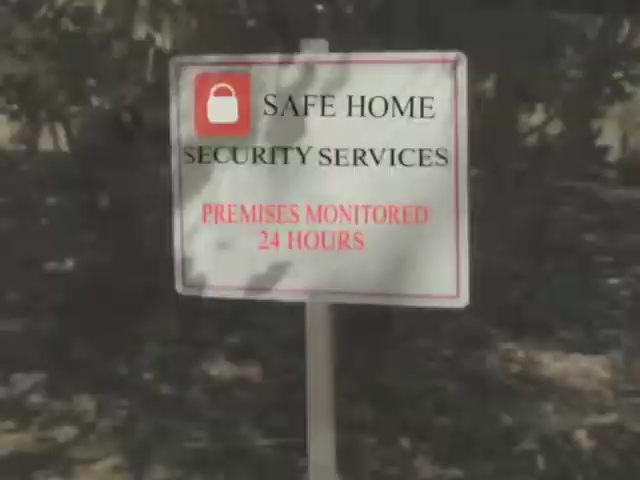 SAFE HOME
SECURITY SERVICES
PREMISES MONITORED
24 HOURS